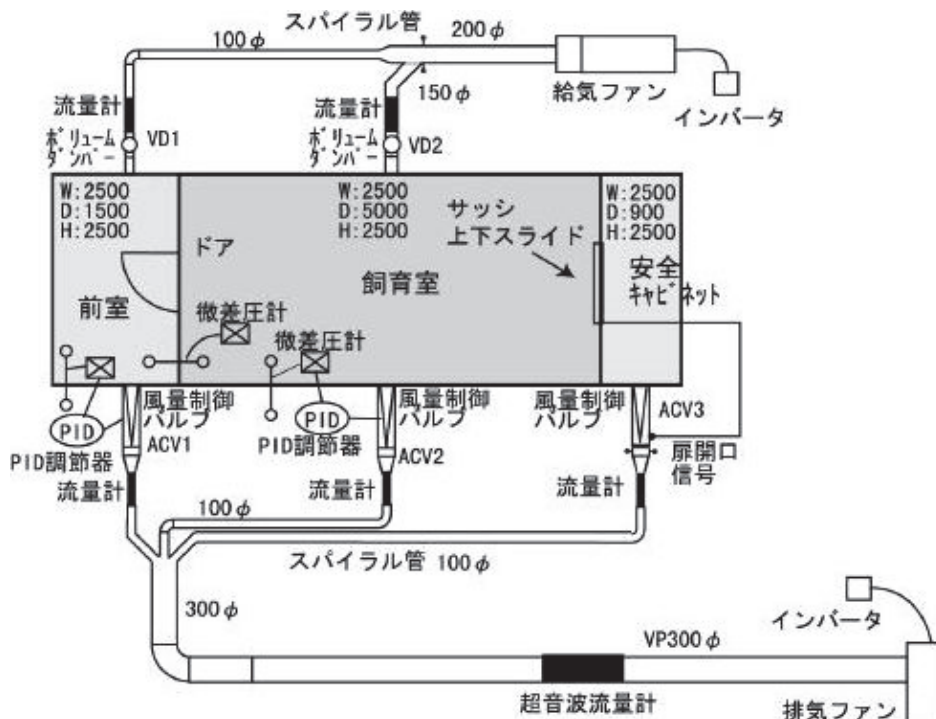 スパイラル管
100φ
200φ
150φ
給気ファン
インバータ
流量計
ボリューム
ダンパー
VD1
流量計
ボリューム
ダンパー
VD2
W:2500
D:1500
H:2500
W:2500
D:5000
H:2500
W:2500
D:900
H:2500
サッシ
上下スライド
ドア
前室
飼育室
安全
キャビネット
微差圧計
微差圧計
PID
PID調節器
風量制御
バルブ
ACV1
PID
PID調節器
風量制御
バルブ
ACV2
風量制御
バルブ
ACV3
扉開口
信号
流量計
流量計
流量計
100φ
スパイラル管 100φ
300φ
インバータ
VP300φ
超音波流量計
排気ファン